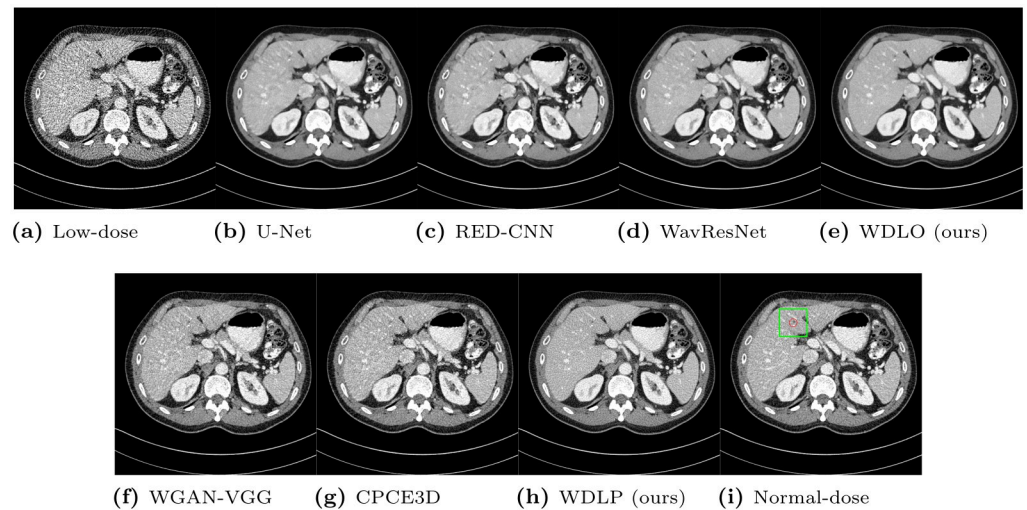 (a) Low-dose (b) U-Net (c) RED-CNN (d) WavResNet (e) WDLO (ours)
(f) WGAN-VGG (g) CPCE3D (h) WDLP (ours) (i) Normal-dose